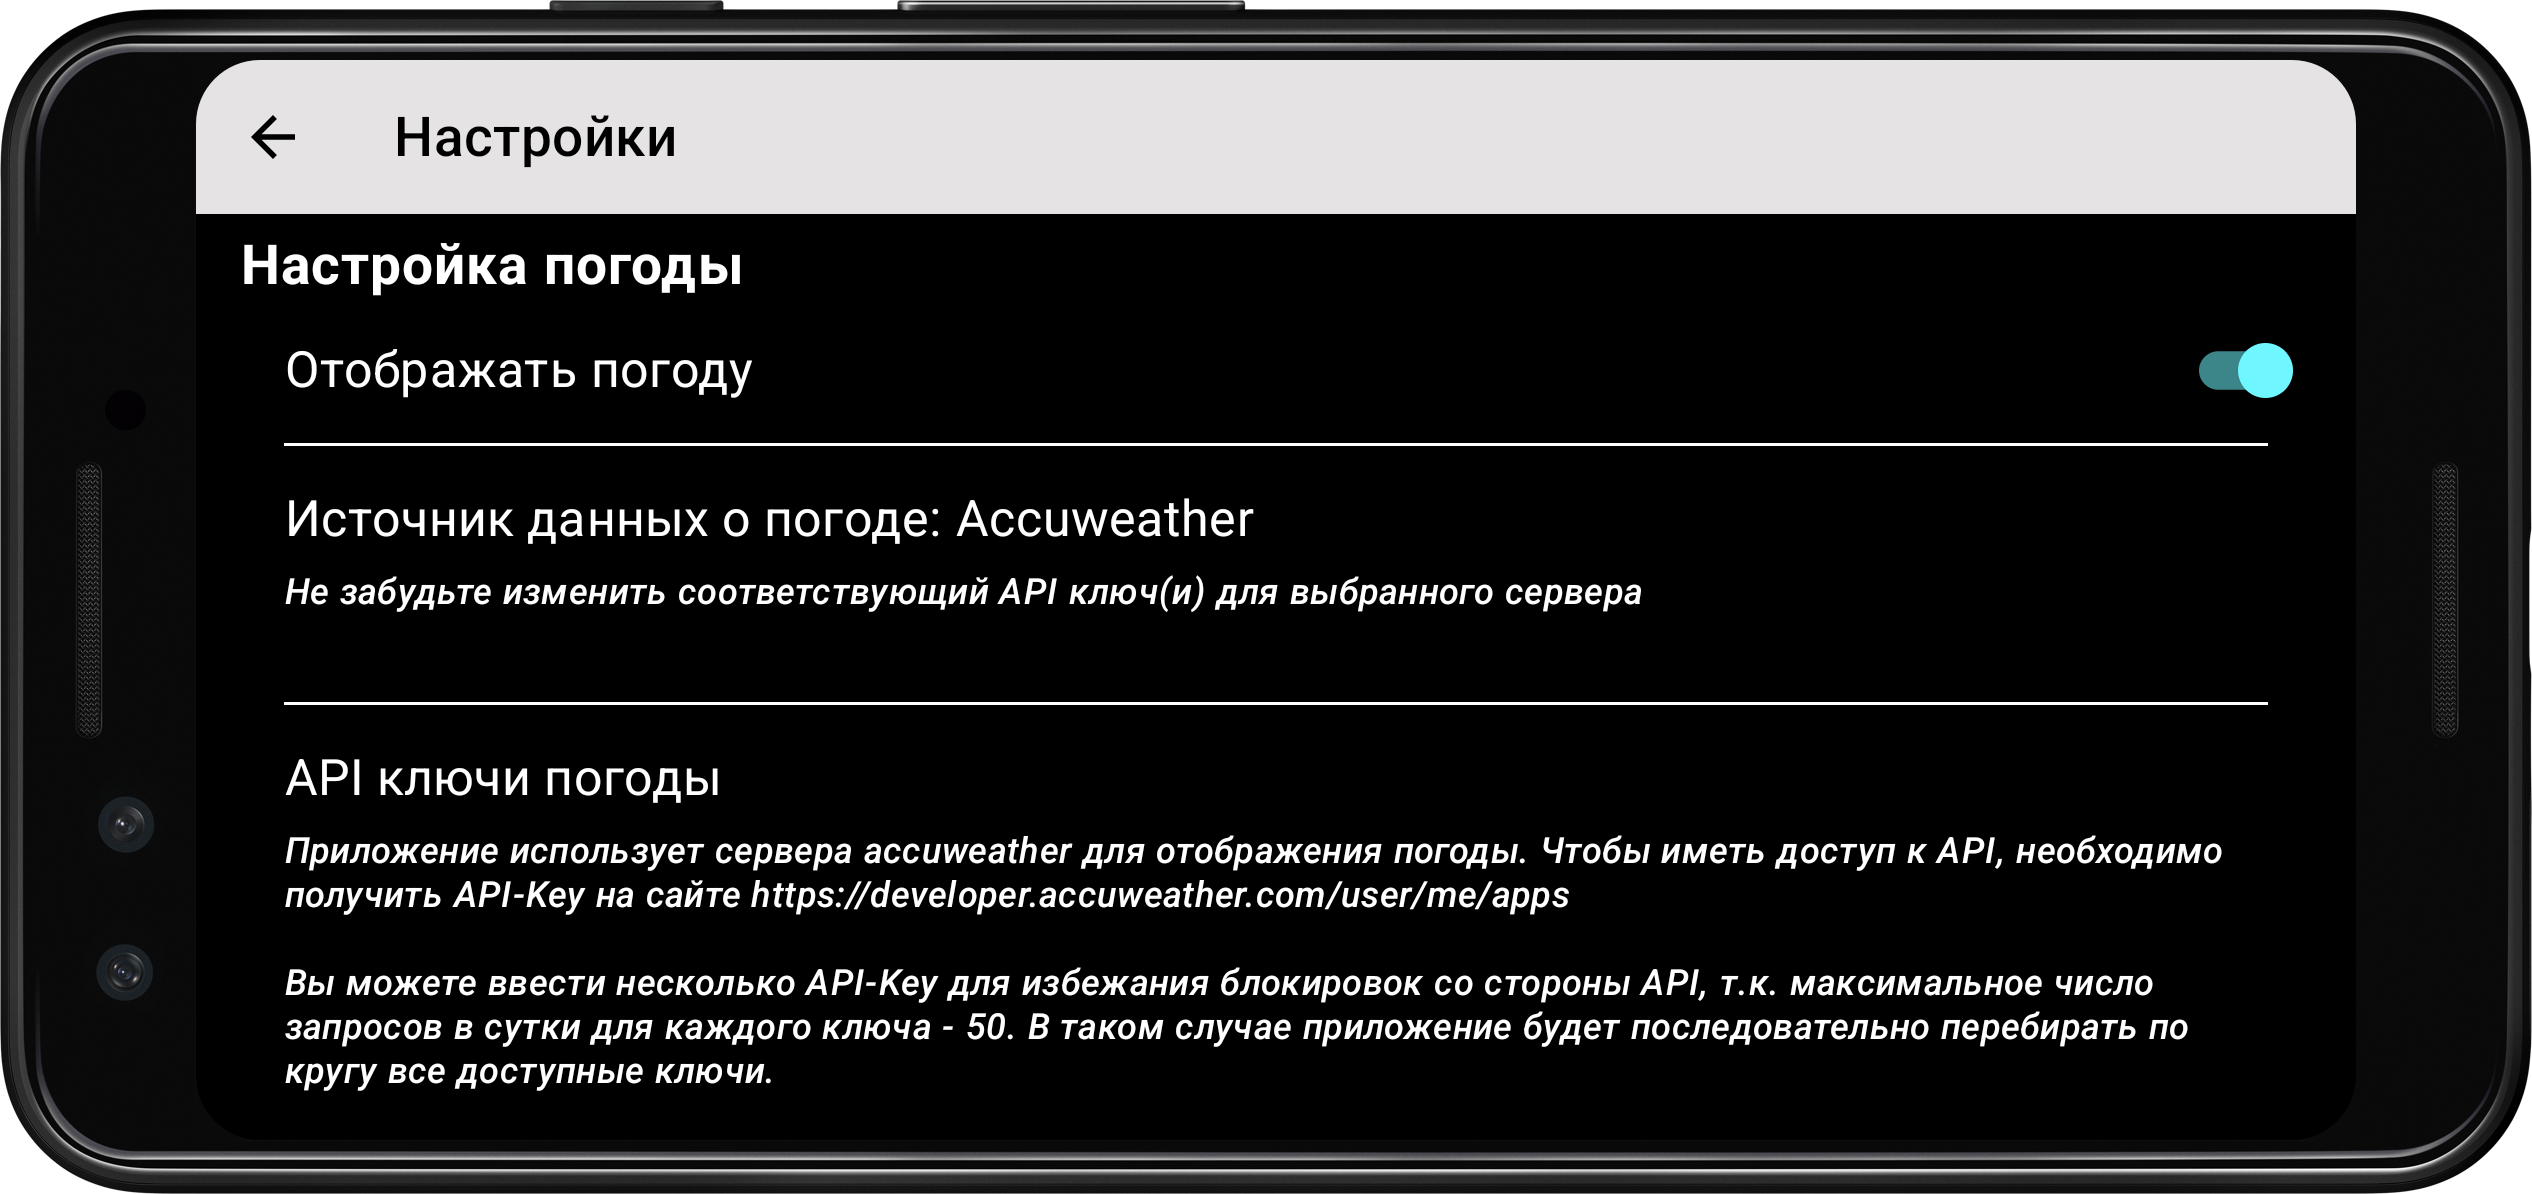 Настройки
Настройка погоды
Отображать погоду
Источник данных о погоде: Accuweather
Не забудьте изменить соответствующий API ключ(и) для выбранного сервера
API ключи погоды
Приложение использует сервера accuweather для отображения погоды. Чтобы иметь доступ к API, необходимо
получить API-Key на сайте https://developer.accuweather.com/user/me/apps
Вы можете ввести несколько API-Key для избежания блокировок со стороны API, т.к. максимальное число
запросов в сутки для каждого ключа - 50. В таком случае приложение будет последовательно перебирать по
кругу все доступные ключи.